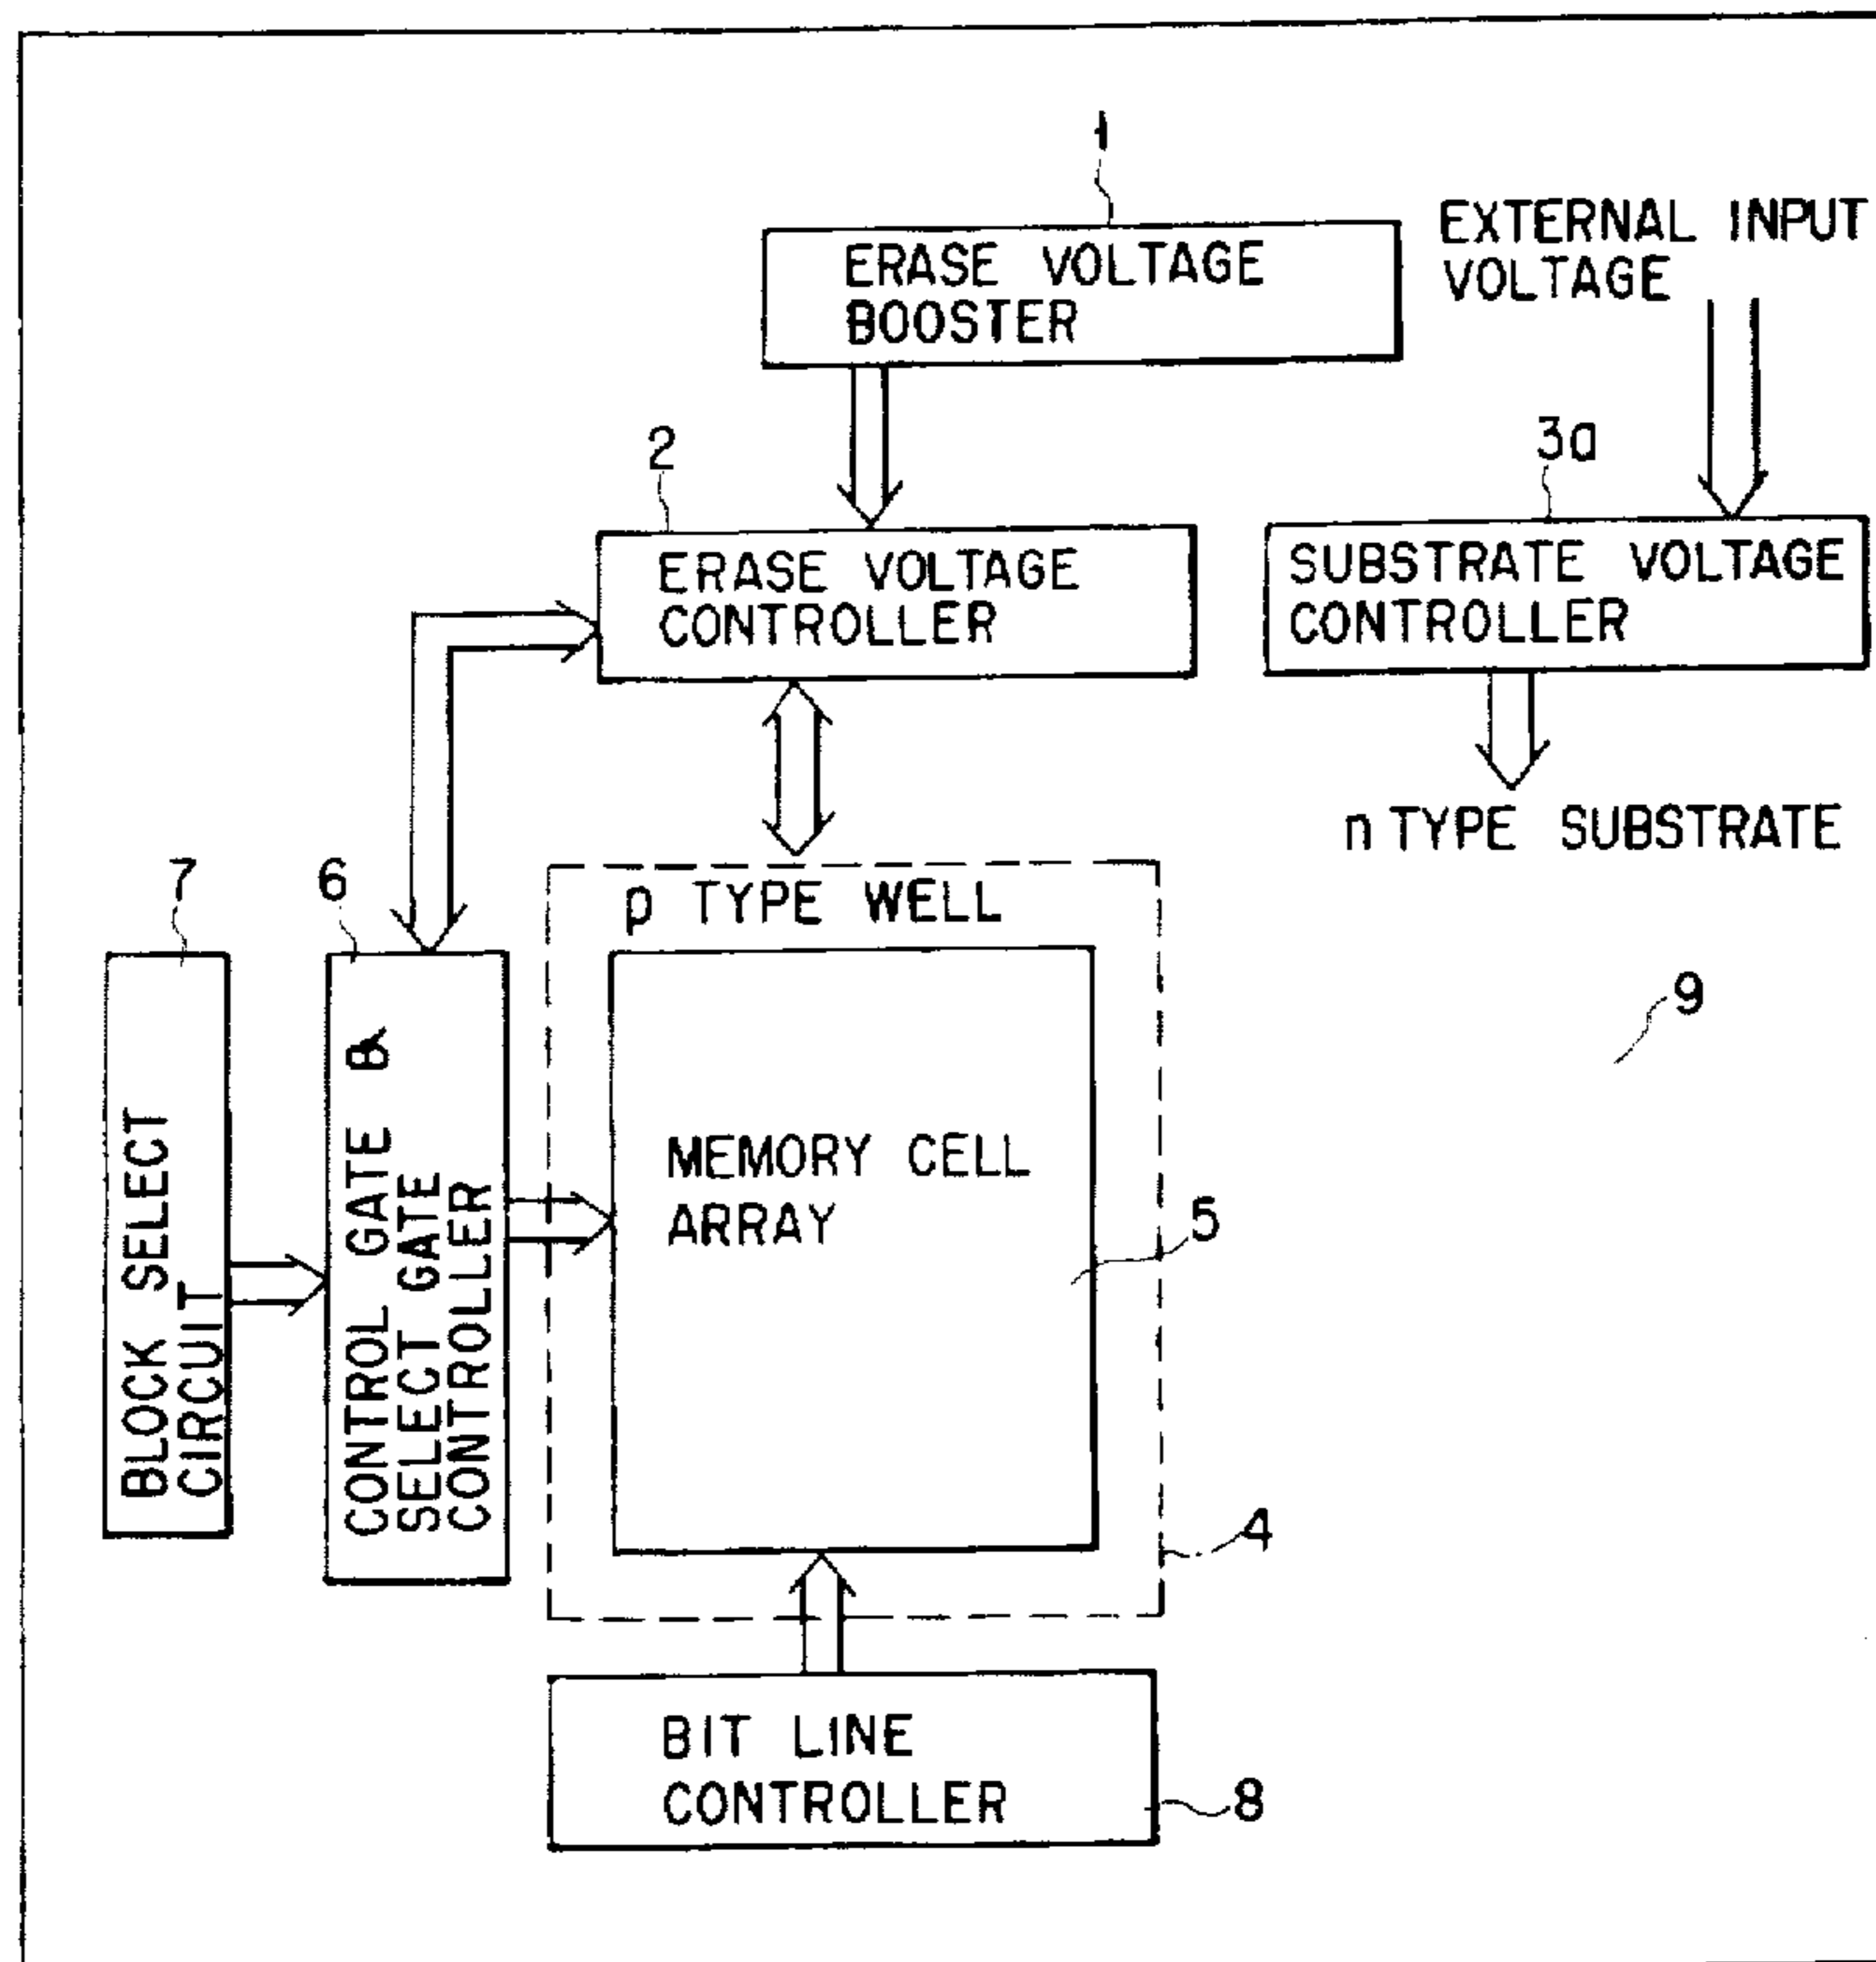 1
ERASE VOLTAGE
BOOSTER
EXTERNAL INPUT
VOLTAGE
2
ERASE VOLTAGE
CONTROLLER
3a
SUBSTRATE VOLTAGE
CONTROLLER
n TYPE SUBSTRATE
7
BLOCK SELECT
CIRCUIT
6
CONTROL GATE &
SELECT GATE
CONTROLLER
p TYPE WELL
MEMORY CELL
ARRAY
9
5
4
BIT LINE
CONTROLLER
8